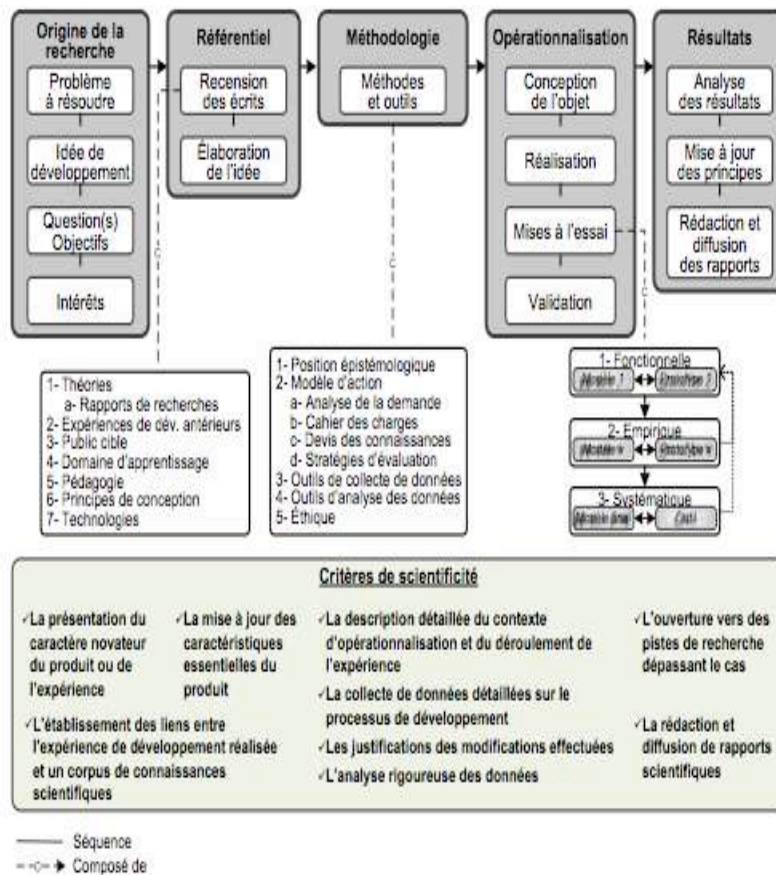 Origine de la
recherche
Problème
à résoudre
Idée de
développement
Question(s)
Objectifs
Intérêts
Référentiel
Recension
des écrits
Élaboration
de l'idée
Méthodologie
Méthodes
et outils
Opérationnalisation
Conception
de l'objet
Réalisation
Mises à l'essai
Validation
Résultats
Analyse
des résultats
Mise à jour
des principes
Rédaction et
diffusion
des rapports
c
c
c
1- Théories
a- Rapports de recherches
2- Expériences de dév. antérieurs
3- Public cible
4- Domaine d'apprentissage
5- Pédagogie
6- Principes de conception
7- Technologies
1- Position épistémologique
2- Modèle d'action
a- Analyse de la demande
b- Cahier des charges
c- Devis des connaissances
d- Stratégies d'évaluation
3- Outils de collecte de données
4- Outils d'analyse des données
5- Éthique
1- Fonctionnelle
Modèle 1
2- Empirique
3- Systématique
Critères de scientificité
✓La présentation du
caractère novateur
du produit ou de
l'expérience
✓La mise à jour des
caractéristiques
essentielles du
produit
✓L'établissement des liens entre
l'expérience de développement réalisée
et un corpus de connaissances
scientifiques
✓La description détaillée du contexte
d'opérationnalisation et du déroulement de
l'expérience
✓La collecte de données détaillées sur le
processus de développement
✓Les justifications des modifications effectuées
✓L'analyse rigoureuse des données
✓L'ouverture vers des
pistes de recherche
dépassant le cas
✓La rédaction et
diffusion de rapports
scientifiques
Séquence
c
Composé de